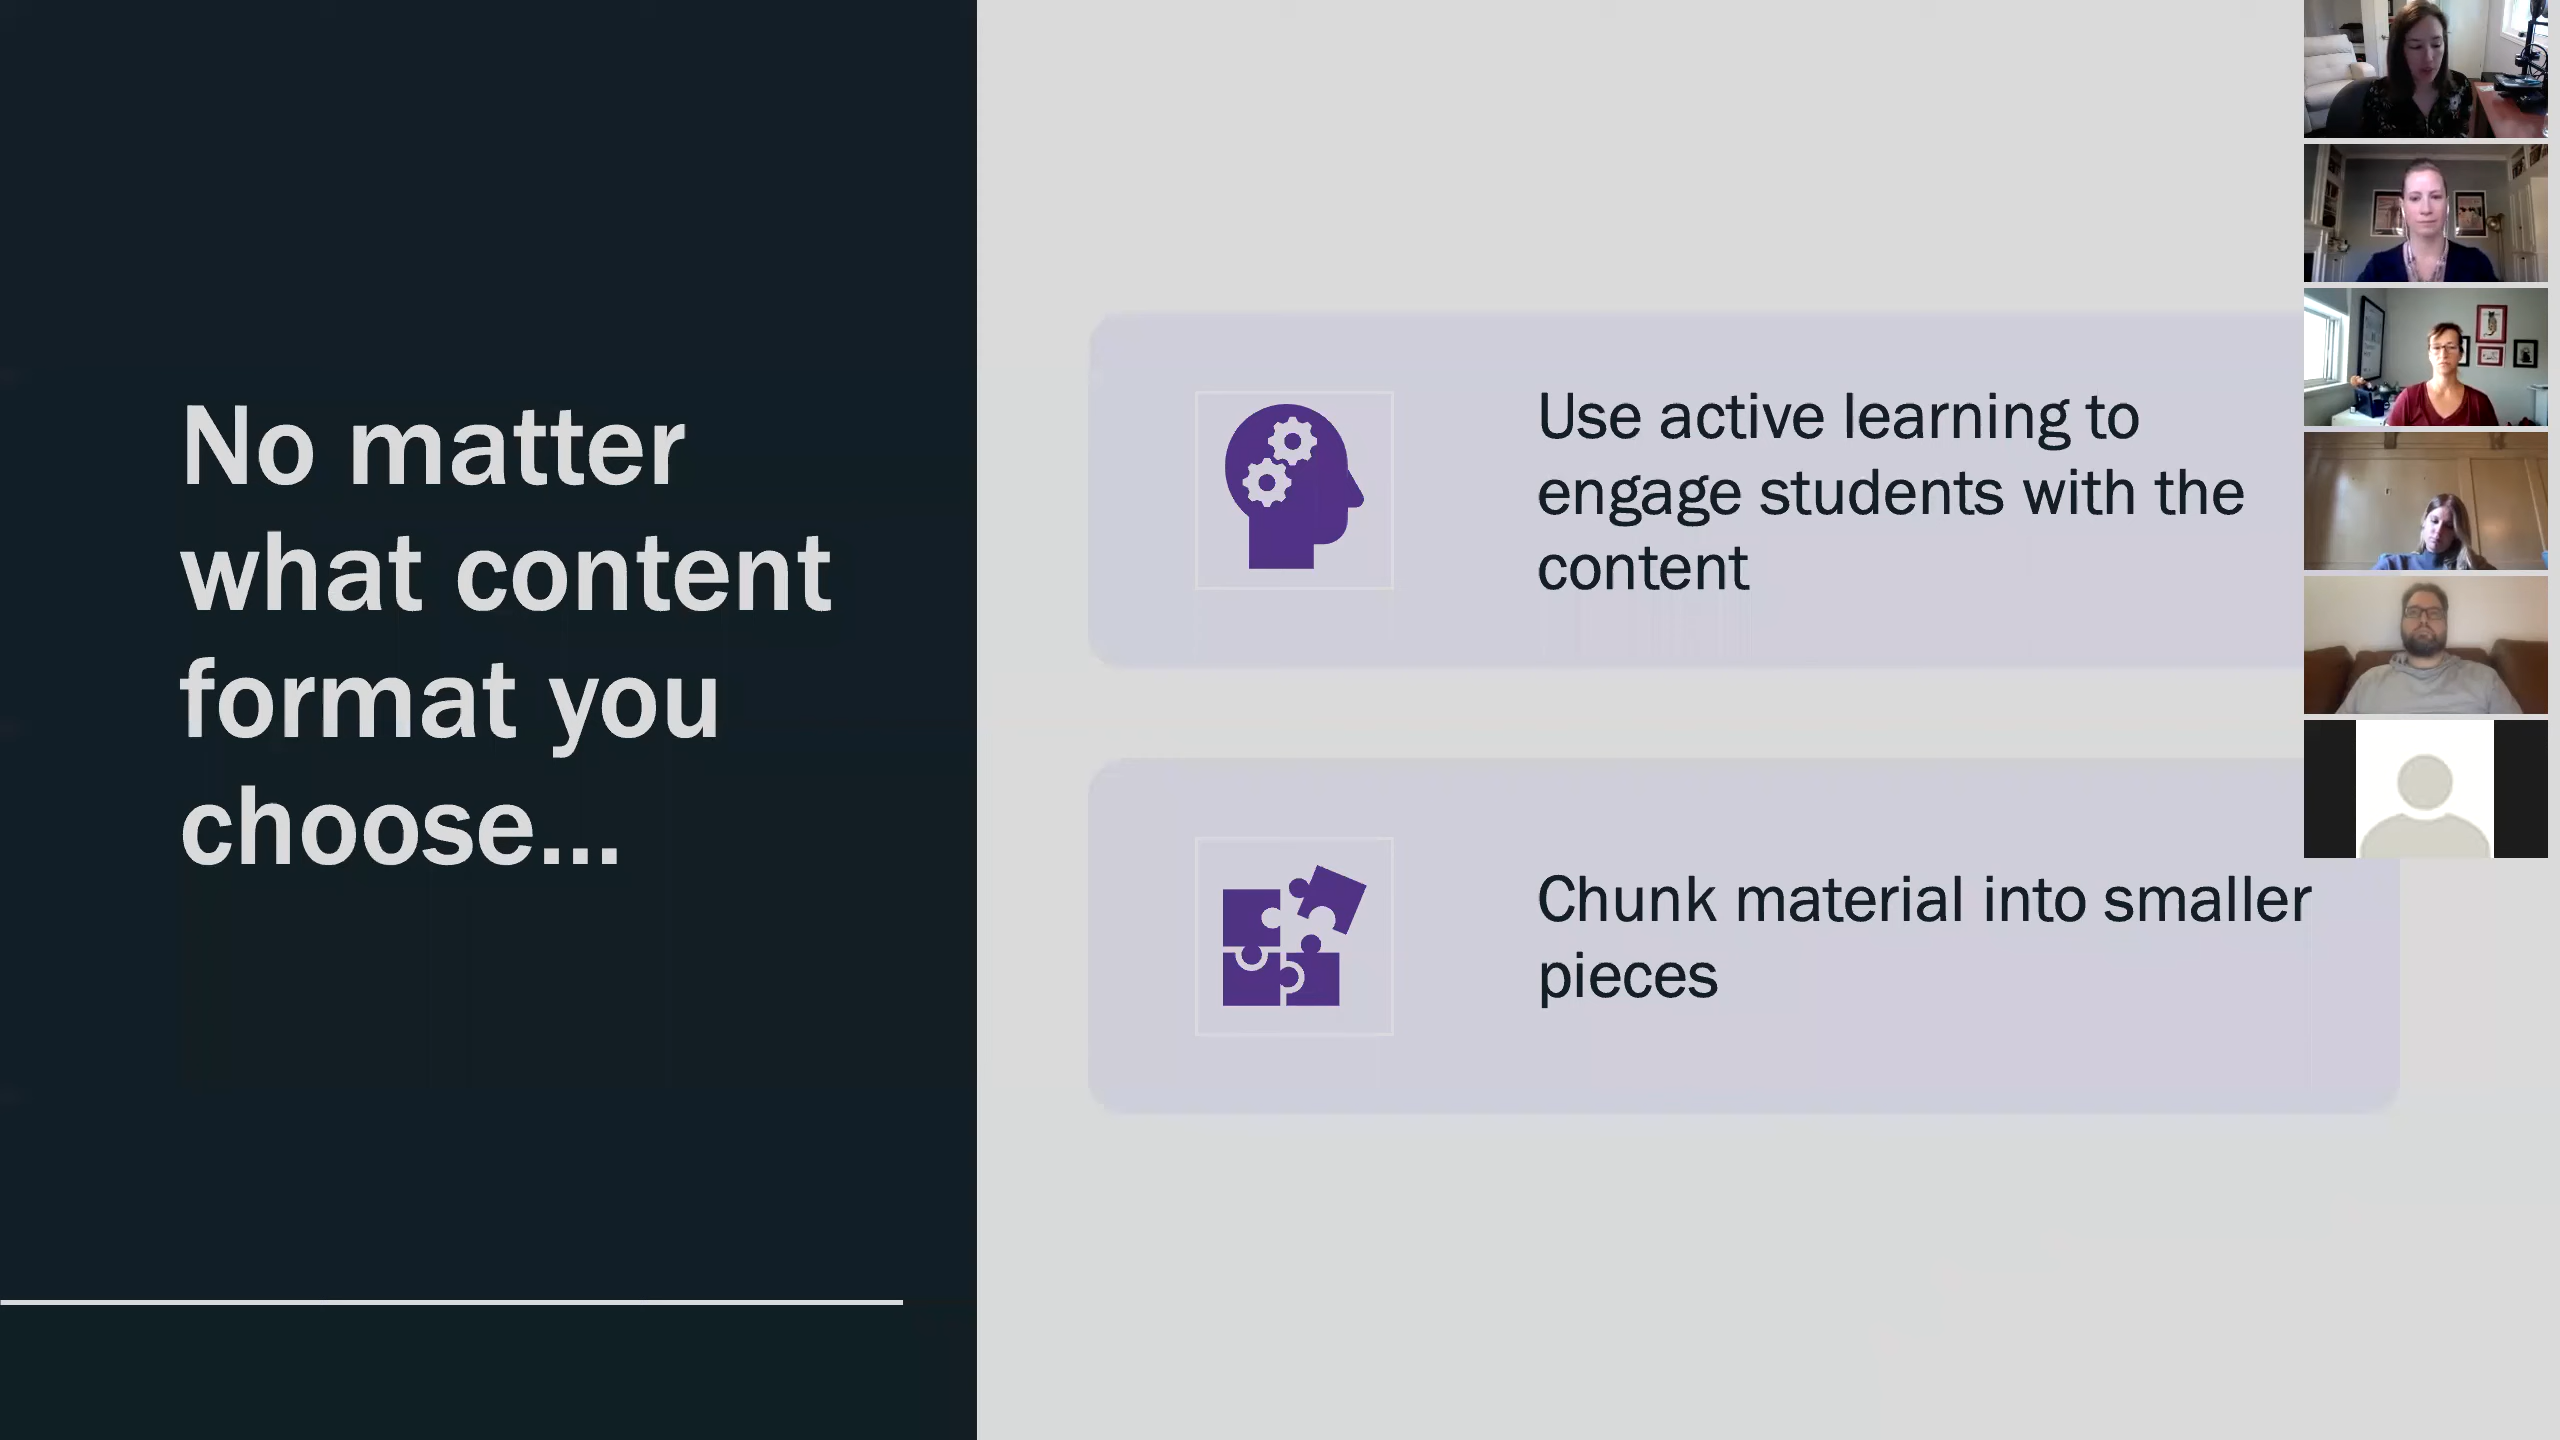 No matter
what content
format you
choose...
Use active learning to
engage students with the
content
Chunk material into smaller
pieces